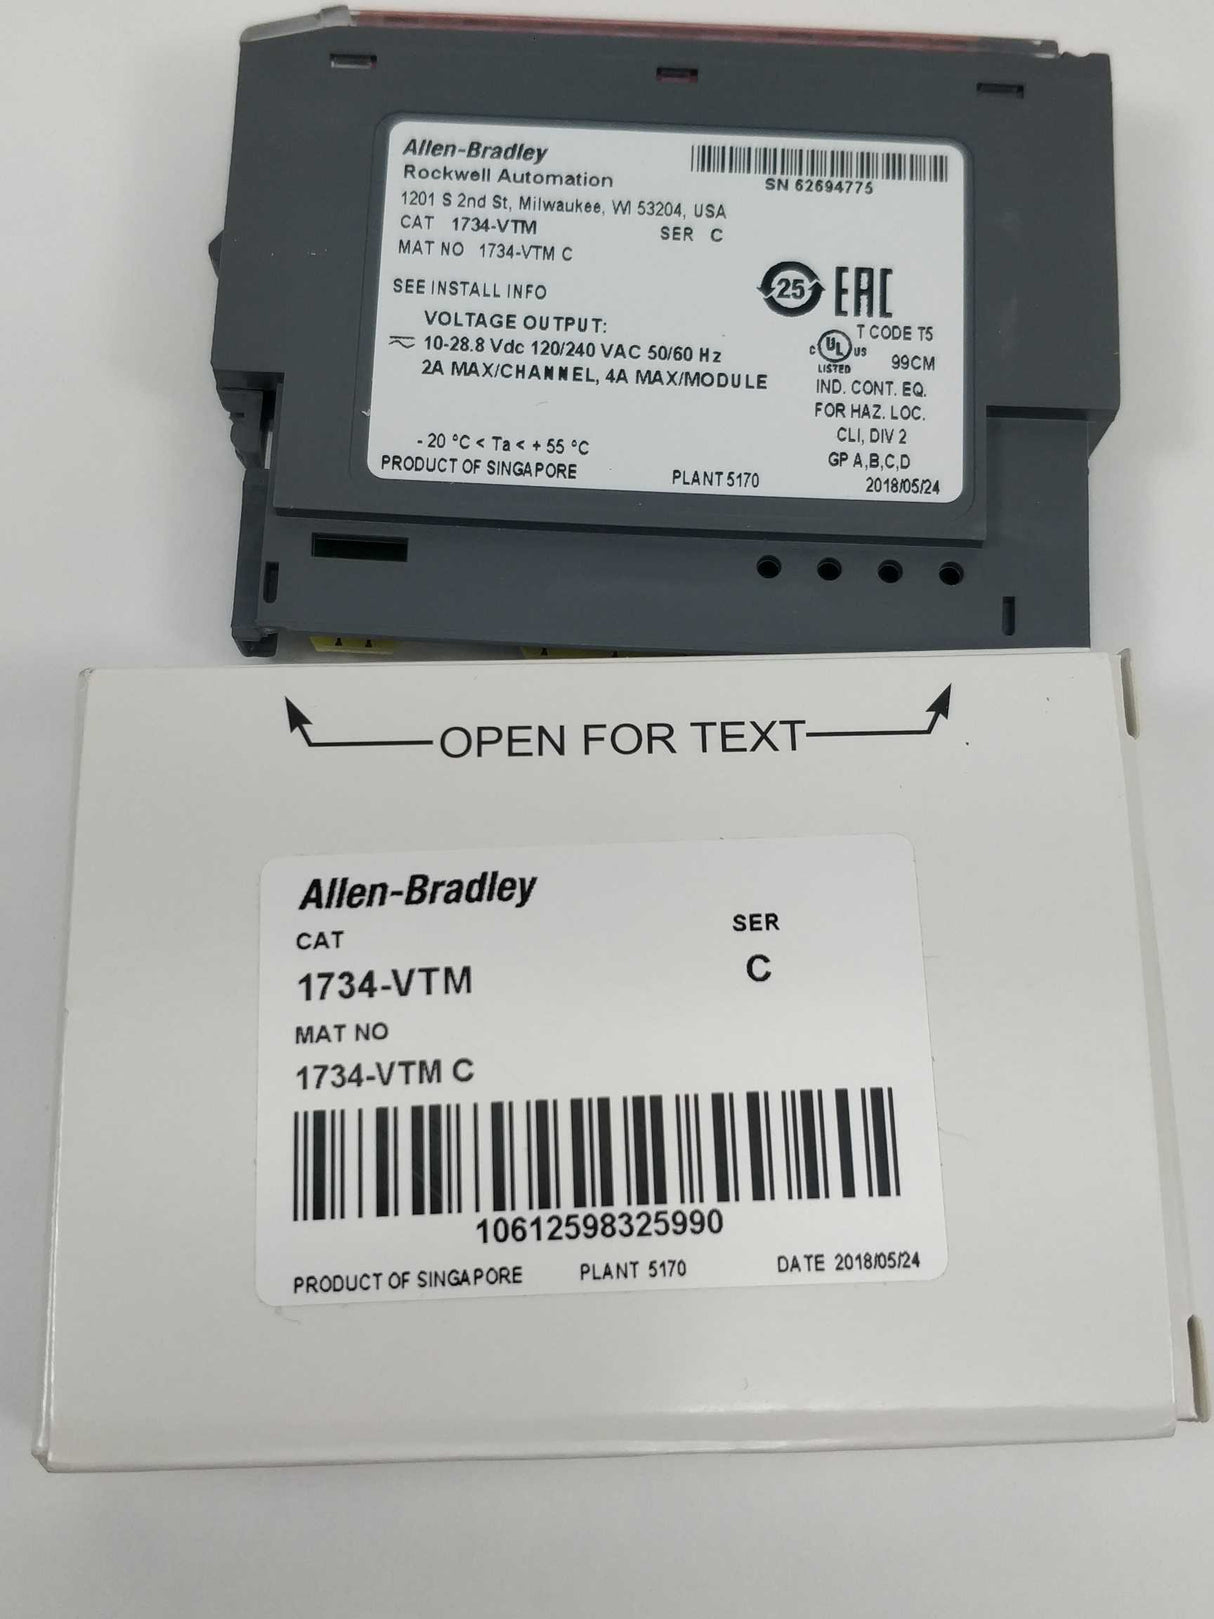 Allen-Bradley
Rockwell Automation
1201 S 2nd St, Milwaukee, WI 53204, USA
CAT 1734-VTM SER C
MAT NO 1734-VTM C
SN 62694775
SEE INSTALL INFO
VOLTAGE OUTPUT:
10-28.8 Vdc 120/240 VAC 50/60 Hz
2A MAX/CHANNEL, 4A MAX/MODULE
- 20 °C < Ta < + 55 °C
PRODUCT OF SINGAPORE
PLANT 5170
25
EAC
T CODE T5
C UL US
LISTED
99CM
IND. CONT. EQ.
FOR HAZ. LOC.
CLI, DIV 2
GP A,B,C,D
2018/05/24
OPEN FOR TEXT
Allen-Bradley
CAT SER
1734-VTM C
MAT NO
1734-VTM C
10612598325990
PRODUCT OF SINGAPORE PLANT 5170 DATE 2018/05/24